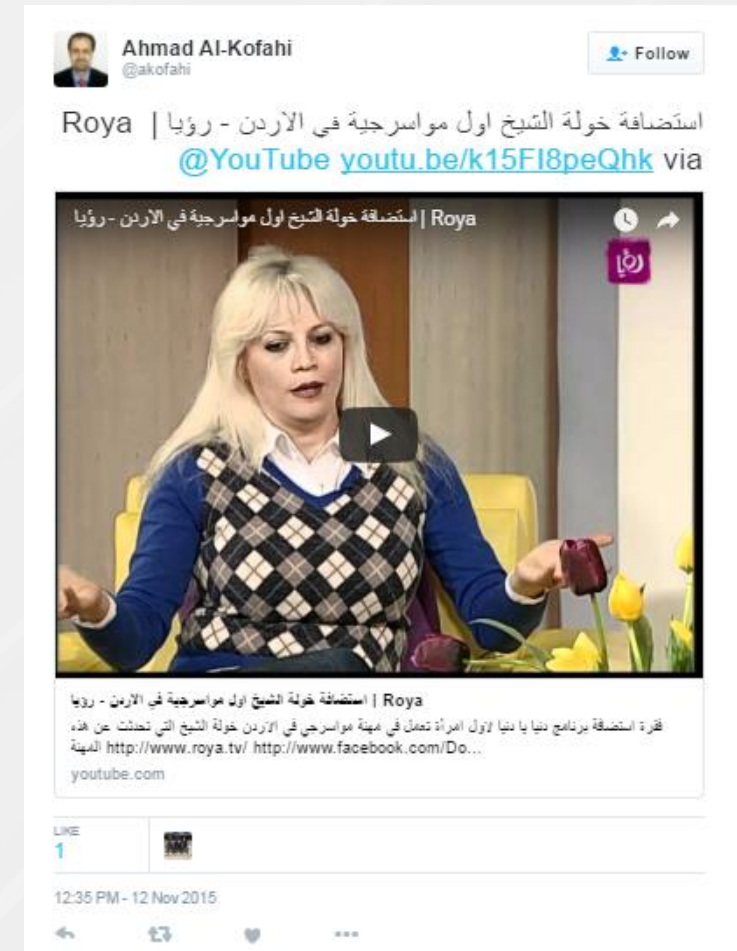 Ahmad Al-Kofahi
@akofahi
Follow
استضافة خولة الشيخ اول مواسرجية في الاردن - رؤيا | Roya
@YouTube youtu.be/k15FI8peQhk via
Roya | استضافة خولة الشيخ اول مواسرجية في الاردن - رؤيا
رؤيا
Roya | استضافة خولة الشيخ اول مواسرجية في الاردن - رؤيا
فقرة استضافة برنامج دنيا يا دنيا لاول امرأة تعمل في مهنة مواسرجي في الاردن خولة الشيخ التي تحدثت عن هذه
المهنة http://www.roya.tv/ http://www.facebook.com/Do...
youtube.com
LIKE
1
12:35 PM - 12 Nov 2015